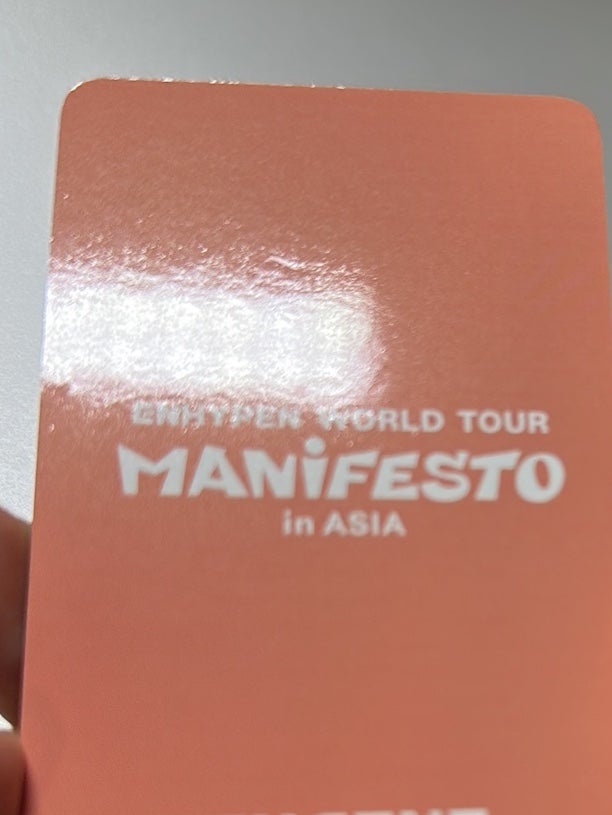 ENHYPEN WORLD TOUR
MANiFESTO
in ASIA